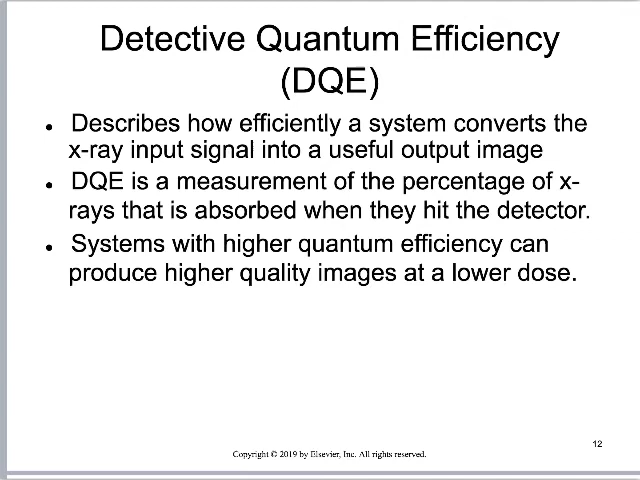 Detective Quantum Efficiency
(DQE)
• Describes how efficiently a system converts the
x-ray input signal into a useful output image
• DQE is a measurement of the percentage of x-
rays that is absorbed when they hit the detector.
• Systems with higher quantum efficiency can
produce higher quality images at a lower dose.
12
Copyright © 2019 by Elsevier, Inc. All rights reserved.